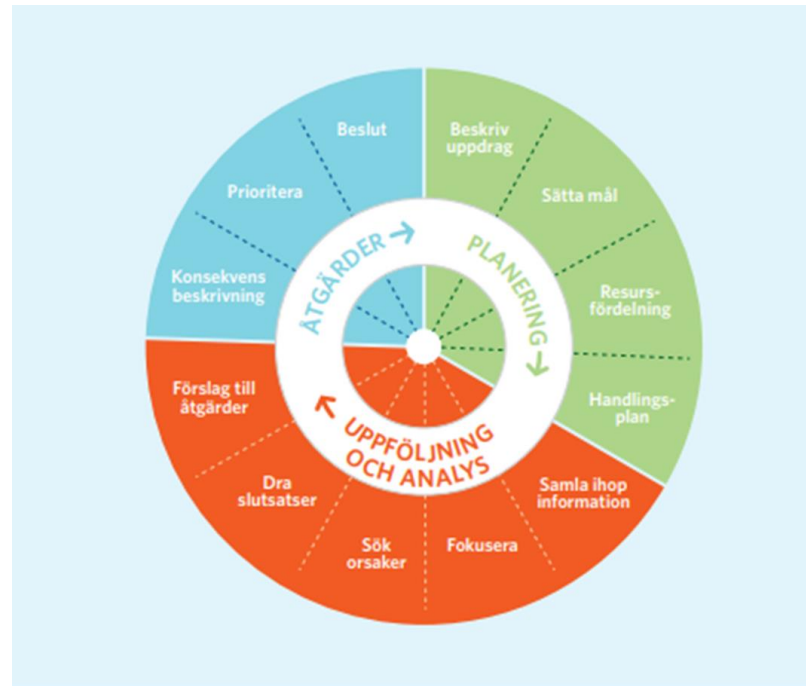 Beslut
Beskriv
uppdrag
Sätta mål
Resurs-
fördelning
Handlings-
plan
Samla ihop
information
Fokusera
Sök
orsaker
Dra
slutsatser
Förslag till
åtgärder
Konsekvens
beskrivning
Prioritera
ÅTGÄRDER →
PLANERING →
UPPFÖLJNING
OCH ANALYS